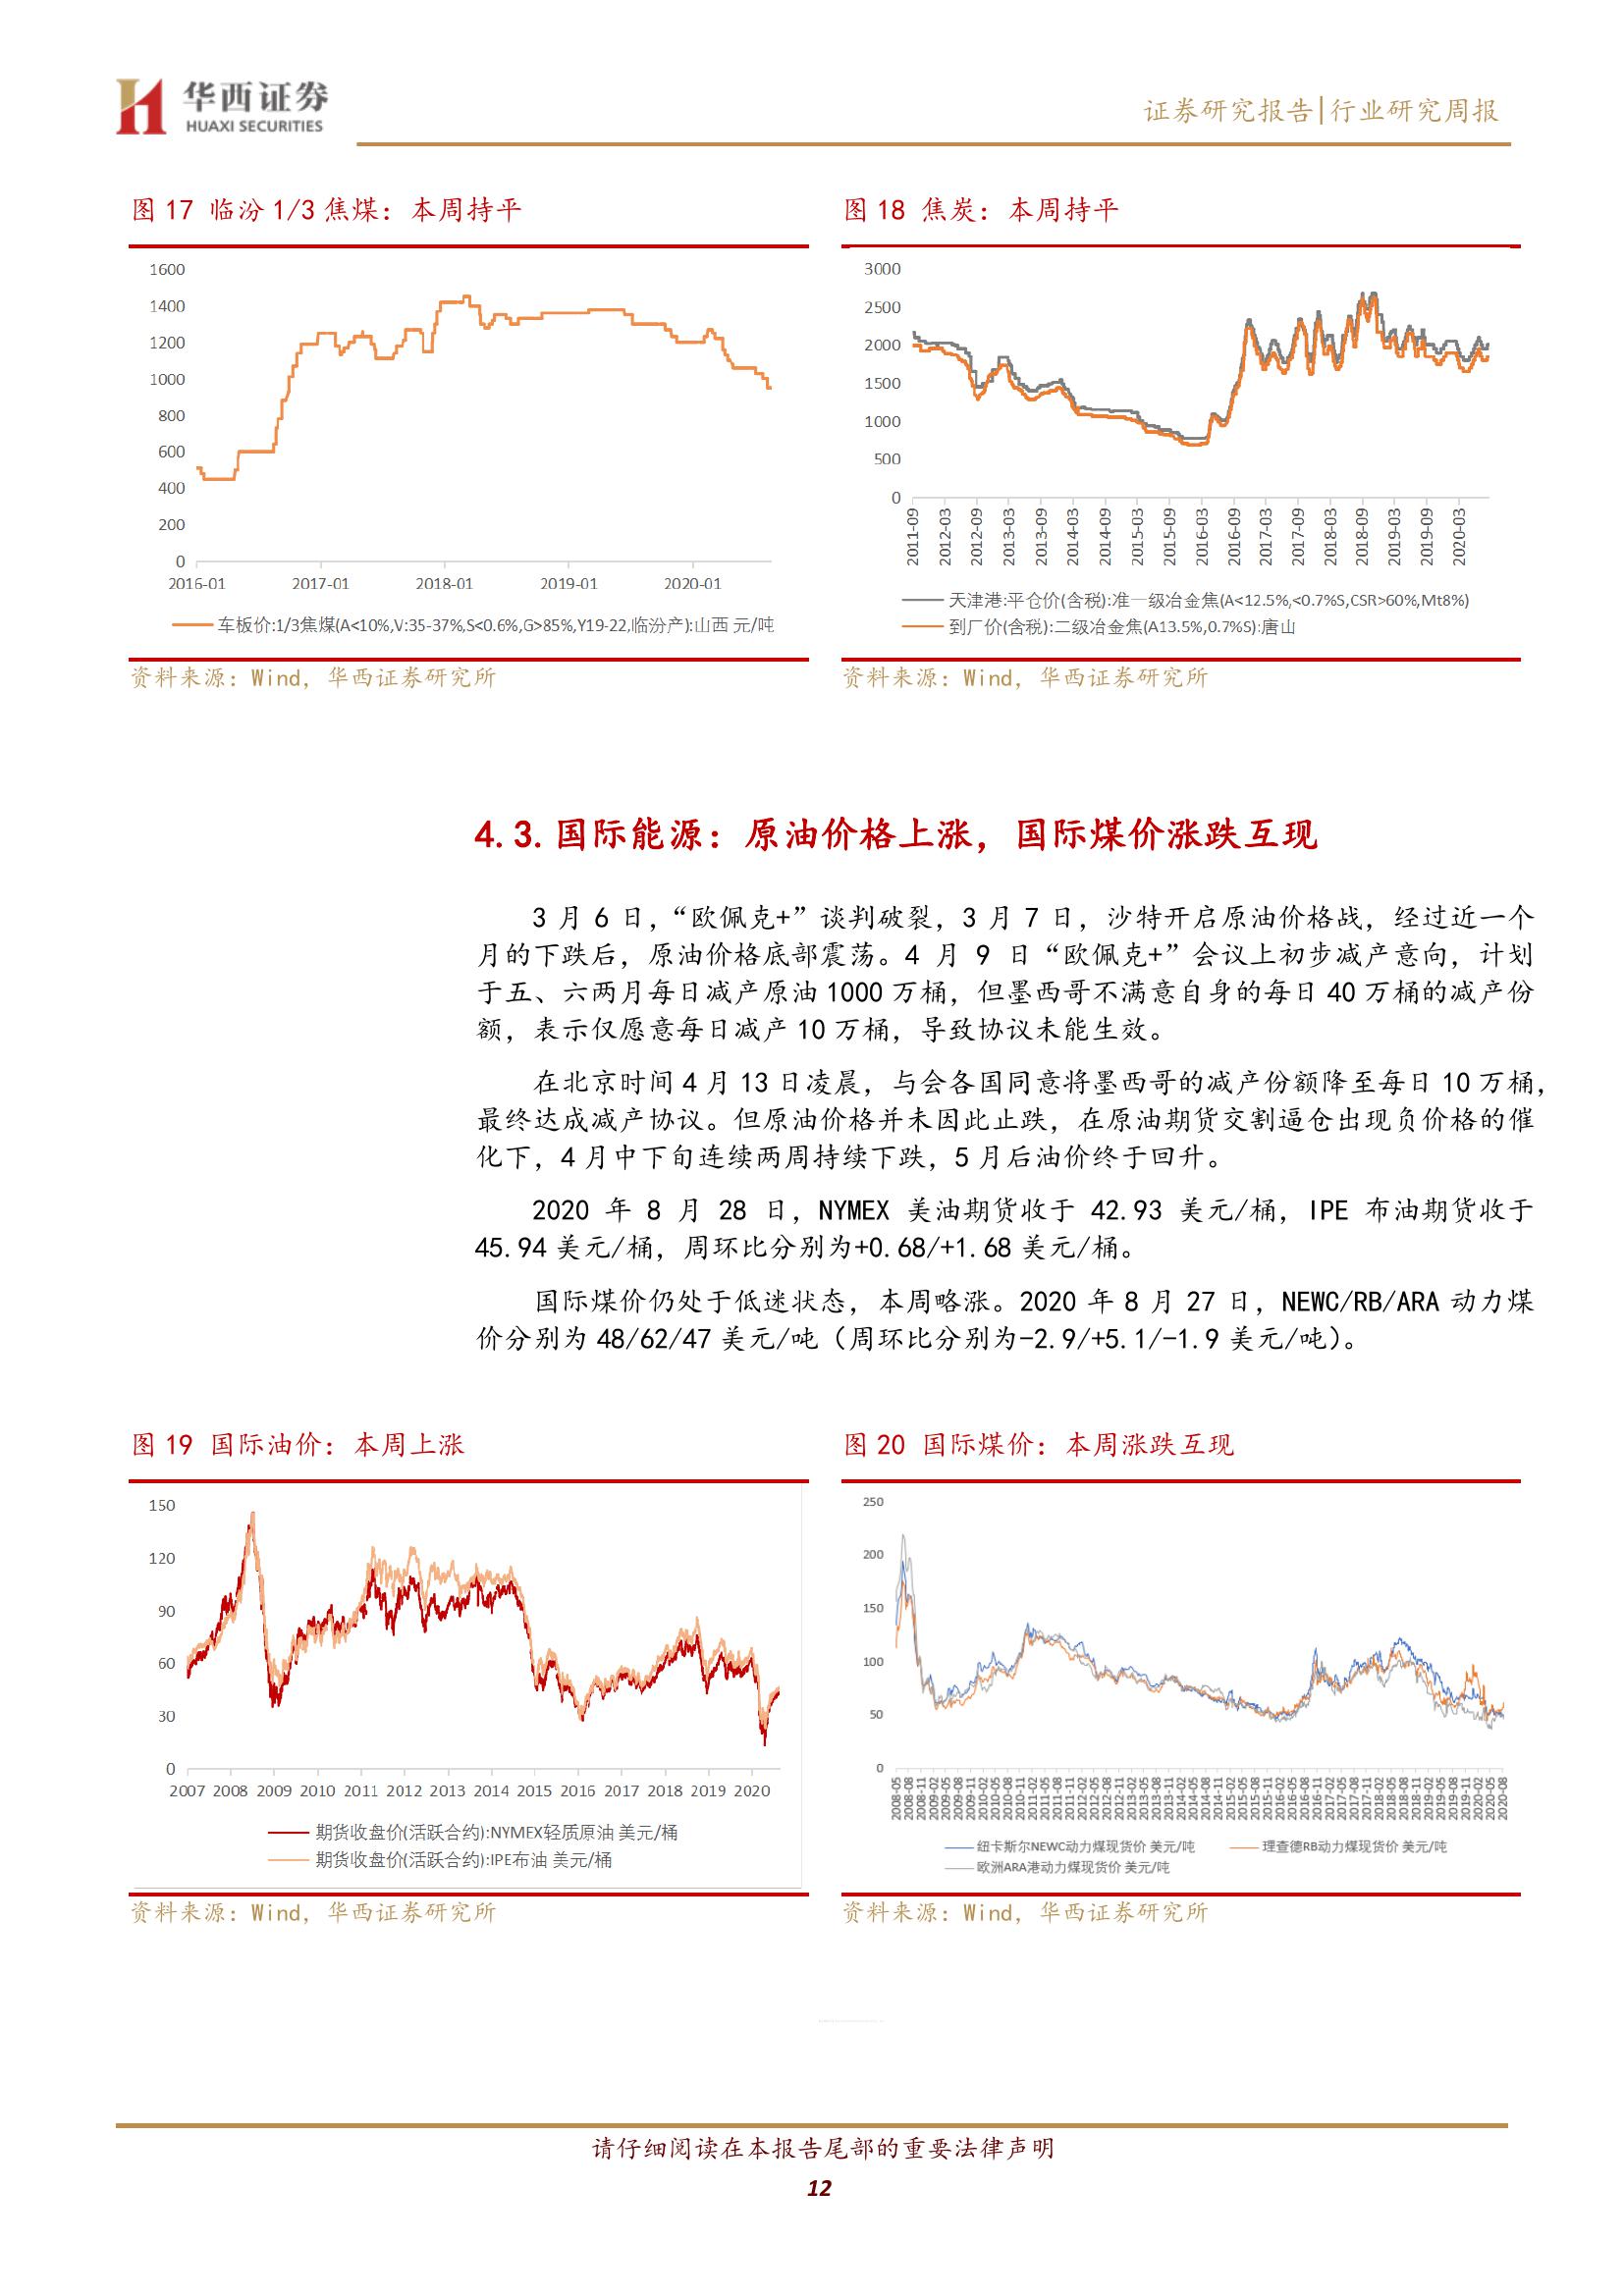 华西证券
HUAXI SECURITIES
证券研究报告|行业研究周报
图 17 临汾 1/3 焦煤：本周持平
1600
1400
1200
1000
800
600
400
200
0
2016-01 2017-01 2018-01 2019-01 2020-01
车板价:1/3焦煤(A<10%,V:35-37%,S<0.6%,G>85%,Y19-22,临汾产):山西 元/吨
资料来源：Wind，华西证券研究所
图 18 焦炭：本周持平
3000
2500
2000
1500
1000
500
0
2011-09 2012-03 2012-09 2013-03 2013-09 2014-03 2014-09 2015-03 2015-09 2016-03 2016-09 2017-03 2017-09 2018-03 2018-09 2019-03 2019-09 2020-03
天津港:平仓价(含税):准一级冶金焦(A<12.5%,<0.7%S,CSR>60%,Mt8%)
到厂价(含税):二级冶金焦(A13.5%,0.7%S):唐山
资料来源：Wind，华西证券研究所
4.3.国际能源：原油价格上涨，国际煤价涨跌互现
3 月 6 日，“欧佩克+”谈判破裂，3 月 7 日，沙特开启原油价格战，经过近一个
月的下跌后，原油价格底部震荡。4 月 9 日“欧佩克+”会议上初步减产意向，计划
于五、六两月每日减产原油 1000 万桶，但墨西哥不满意自身的每日 40 万桶的减产份
额，表示仅愿意每日减产 10 万桶，导致协议未能生效。
在北京时间 4 月 13 日凌晨，与会各国同意将墨西哥的减产份额降至每日 10 万桶，
最终达成减产协议。但原油价格并未因此止跌，在原油期货交割逼仓出现负价格的催
化下，4 月中下旬连续两周持续下跌，5 月后油价终于回升。
2020 年 8 月 28 日，NYMEX 美油期货收于 42.93 美元/桶，IPE 布油期货收于
45.94 美元/桶，周环比分别为+0.68/+1.68 美元/桶。
国际煤价仍处于低迷状态，本周略涨。2020 年 8 月 27 日，NEWC/RB/ARA 动力煤
价分别为 48/62/47 美元/吨（周环比分别为-2.9/+5.1/-1.9 美元/吨）。
图 19 国际油价：本周上涨
150
120
90
60
30
0
2007 2008 2009 2010 2011 2012 2013 2014 2015 2016 2017 2018 2019 2020
期货收盘价(活跃合约):NYMEX轻质原油 美元/桶
期货收盘价(活跃合约):IPE布油 美元/桶
资料来源：Wind，华西证券研究所
图 20 国际煤价：本周涨跌互现
250
200
150
100
50
0
2008-05 2008-08 2008-11 2009-02 2009-05 2009-08 2009-11 2010-02 2010-05 2010-08 2010-11 2011-02 2011-05 2011-08 2011-11 2012-02 2012-05 2012-08 2012-11 2013-02 2013-05 2013-08 2013-11 2014-02 2014-05 2014-08 2014-11 2015-02 2015-05 2015-08 2015-11 2016-02 2016-05 2016-08 2016-11 2017-02 2017-05 2017-08 2017-11 2018-02 2018-05 2018-08 2018-11 2019-02 2019-05 2019-08 2019-11 2020-02 2020-05 2020-08
纽卡斯尔NEWC动力煤现货价 美元/吨 理查德RB动力煤现货价 美元/吨
欧洲ARA港动力煤现货价 美元/吨
资料来源：Wind，华西证券研究所
请仔细阅读在本报告尾部的重要法律声明
12